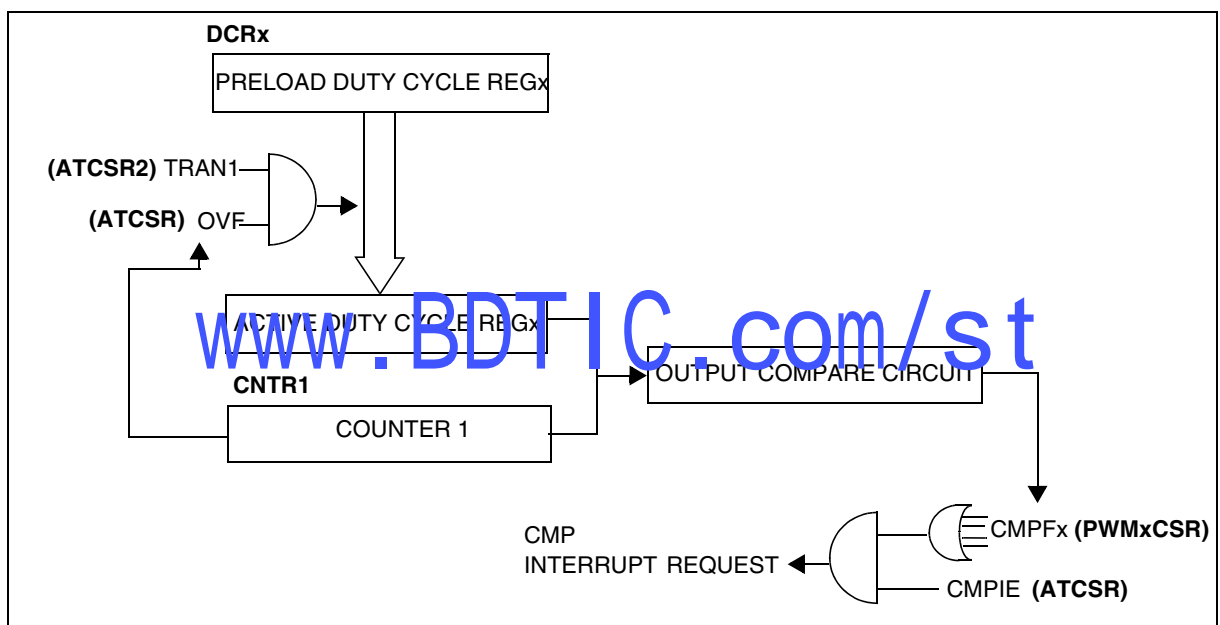 DCRx
PRELOAD DUTY CYCLE REGx
(ATCSR2) TRAN1
(ATCSR) OVF
ACTIVE DUTY CYCLE REGx
www.BDTIC.com/st
OUTPUT COMPARE CIRCUIT
CNTR1
COUNTER 1
CMP
INTERRUPT REQUEST
CMPFx (PWMxCSR)
CMPIE (ATCSR)